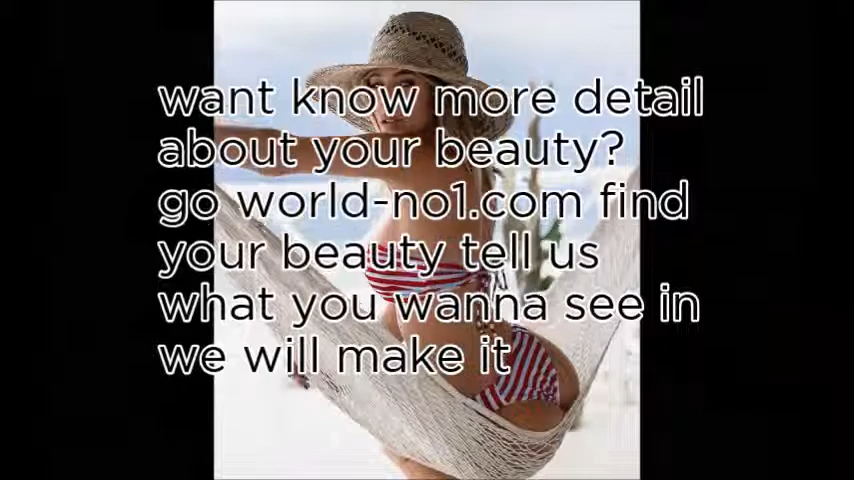 want know more detail
about your beauty?
go world-no1.com find
your beauty tell us
what you wanna see in
we will make it